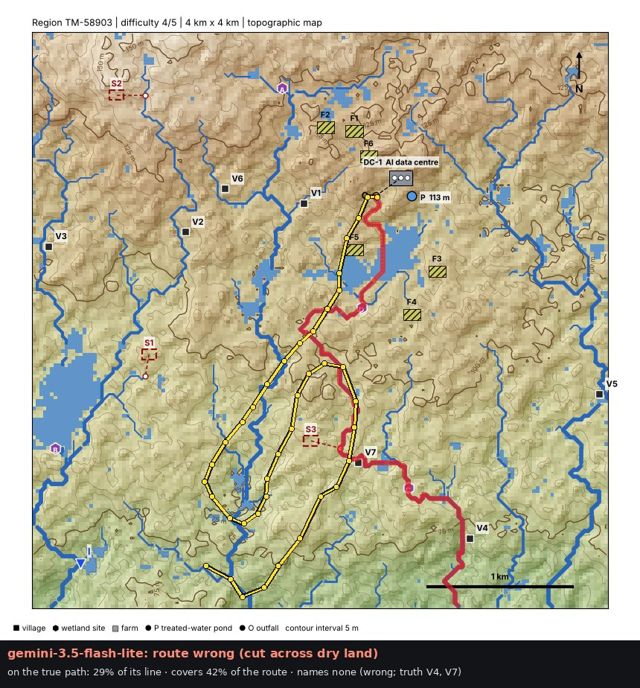 Region TM-58903 | difficulty 4/5 | 4 km x 4 km | topographic map
S2
N
F2
F1
F6
DC-1 AI data centre
P 113 m
V6
V1
V2
V3
F5
F3
F4
S1
V5
S3
V7
V4
1 km
■ village ● wetland site ▨ farm ● P treated-water pond ● O outfall contour interval 5 m
gemini-3.5-flash-lite: route wrong (cut across dry land)
on the true path: 29% of its line · covers 42% of the route · names none (wrong; truth V4, V7)